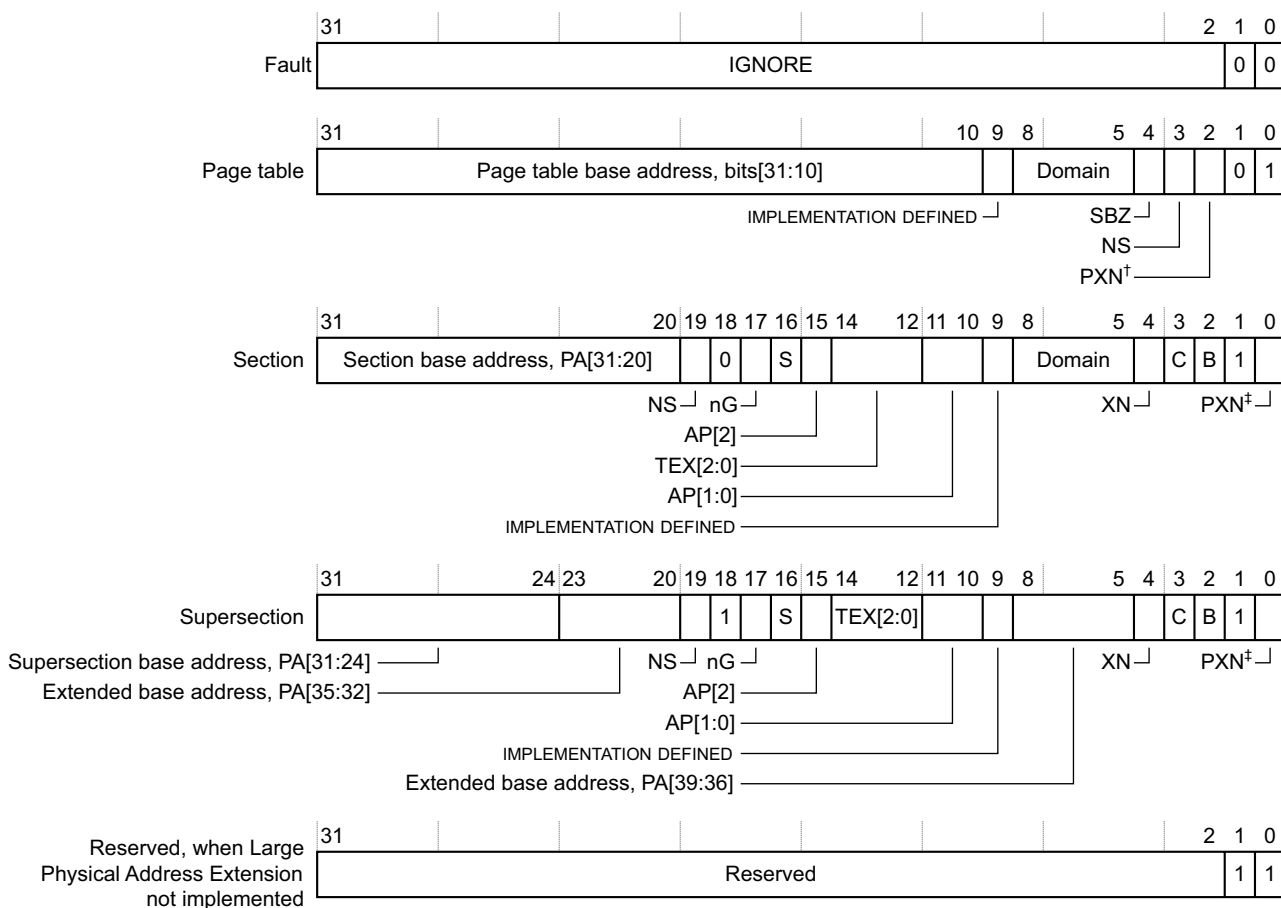 31 2 1 0
Fault IGNORE 0 0
31 10 9 8 5 4 3 2 1 0
Page table Page table base address, bits[31:10] Domain 0 1
IMPLEMENTATION DEFINED SBZ
NS
PXN†
31 20 19 18 17 16 15 14 12 11 10 9 8 5 4 3 2 1 0
Section Section base address, PA[31:20] 0 S Domain C B 1
NS nG XN PXN‡
AP[2]
TEX[2:0]
AP[1:0]
IMPLEMENTATION DEFINED
31 24 23 20 19 18 17 16 15 14 12 11 10 9 8 5 4 3 2 1 0
Supersection 1 S TEX[2:0] C B 1
Supersection base address, PA[31:24] NS nG XN PXN‡
Extended base address, PA[35:32] AP[2]
AP[1:0]
IMPLEMENTATION DEFINED
Extended base address, PA[39:36]
31 2 1 0
Reserved, when Large
Physical Address Extension Reserved 1 1
not implemented